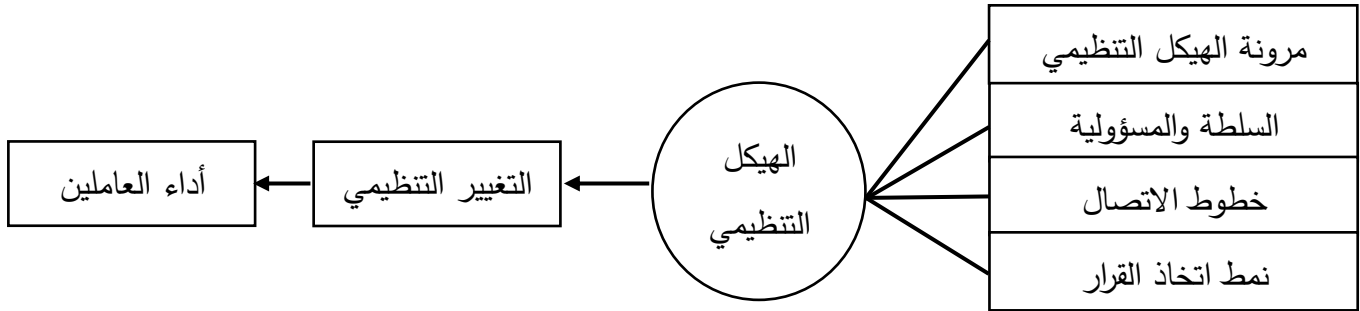 مرونة الهيكل التنظيمي
السلطة والمسؤولية
خطوط الاتصال
نمط اتخاذ القرار
الهيكل
التنظيمي
التغيير التنظيمي
أداء العاملين